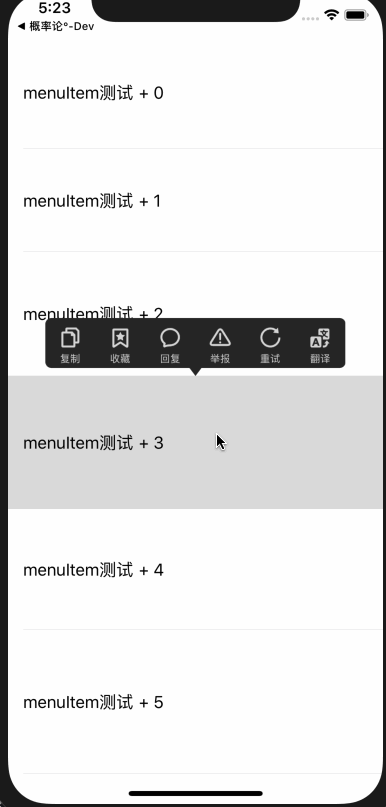 5:23
◀ 概率论°-Dev
menuItem测试 + 0
menuItem测试 + 1
menuItem测试 + 2
复制 收藏 回复 举报 重试 翻译
menuItem测试 + 3
menuItem测试 + 4
menuItem测试 + 5